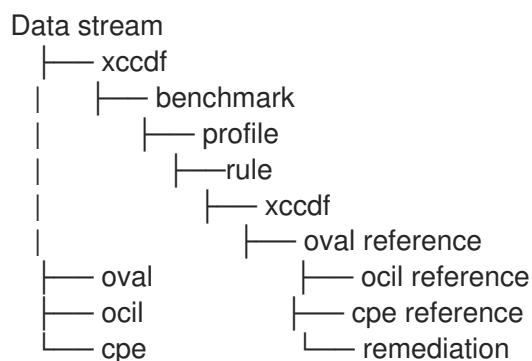 Data stream
├── xccdf
| ├── benchmark
| ├── profile
| ├──rule
| ├── xccdf
| ├── oval reference
├── oval ├── ocil reference
├── ocil ├── cpe reference
└── cpe └── remediation